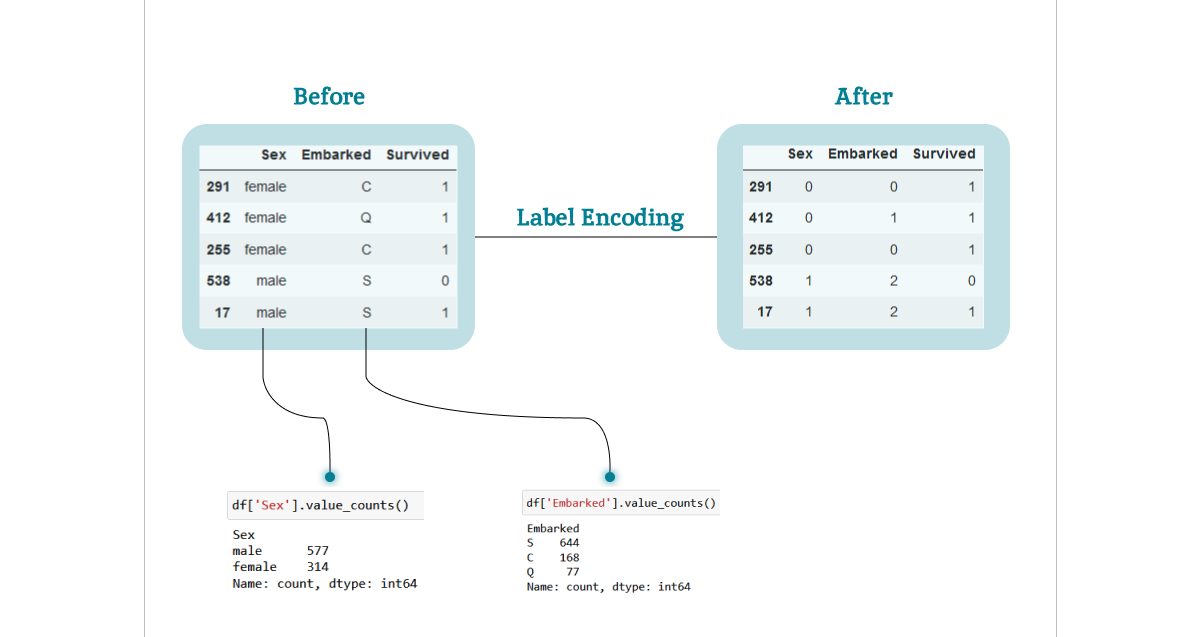 Before
Sex Embarked Survived
291 female C 1
412 female Q 1
255 female C 1
538 male S 0
17 male S 1
Label Encoding
After
Sex Embarked Survived
291 0 0 1
412 0 1 1
255 0 0 1
538 1 2 0
17 1 2 1
df['Sex'].value_counts()
Sex
male 577
female 314
Name: count, dtype: int64
df['Embarked'].value_counts()
Embarked
S 644
C 168
Q 77
Name: count, dtype: int64